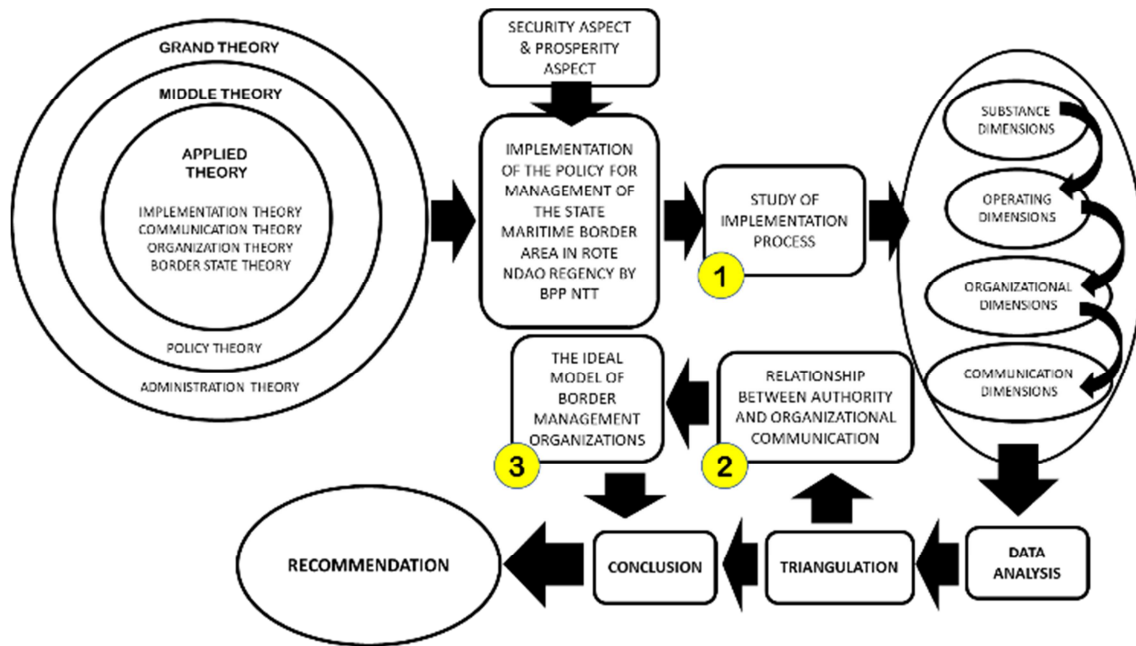 GRAND THEORY
MIDDLE THEORY
APPLIED
THEORY
IMPLEMENTATION THEORY
COMMUNICATION THEORY
ORGANIZATION THEORY
BORDER STATE THEORY
POLICY THEORY
ADMINISTRATION THEORY
SECURITY ASPECT
& PROSPERITY
ASPECT
IMPLEMENTATION
OF THE POLICY FOR
MANAGEMENT OF
THE STATE
MARITIME BORDER
AREA IN ROTE
NDAO REGENCY BY
BPP NTT
STUDY OF
IMPLEMENTATION
PROCESS
1
SUBSTANCE
DIMENSIONS
OPERATING
DIMENSIONS
ORGANIZATIONAL
DIMENSIONS
COMMUNICATION
DIMENSIONS
RELATIONSHIP
BETWEEN AUTHORITY
AND ORGANIZATIONAL
COMMUNICATION
2
THE IDEAL
MODEL OF
BORDER
MANAGEMENT
ORGANIZATIONS
3
DATA
ANALYSIS
TRIANGULATION
CONCLUSION
RECOMMENDATION